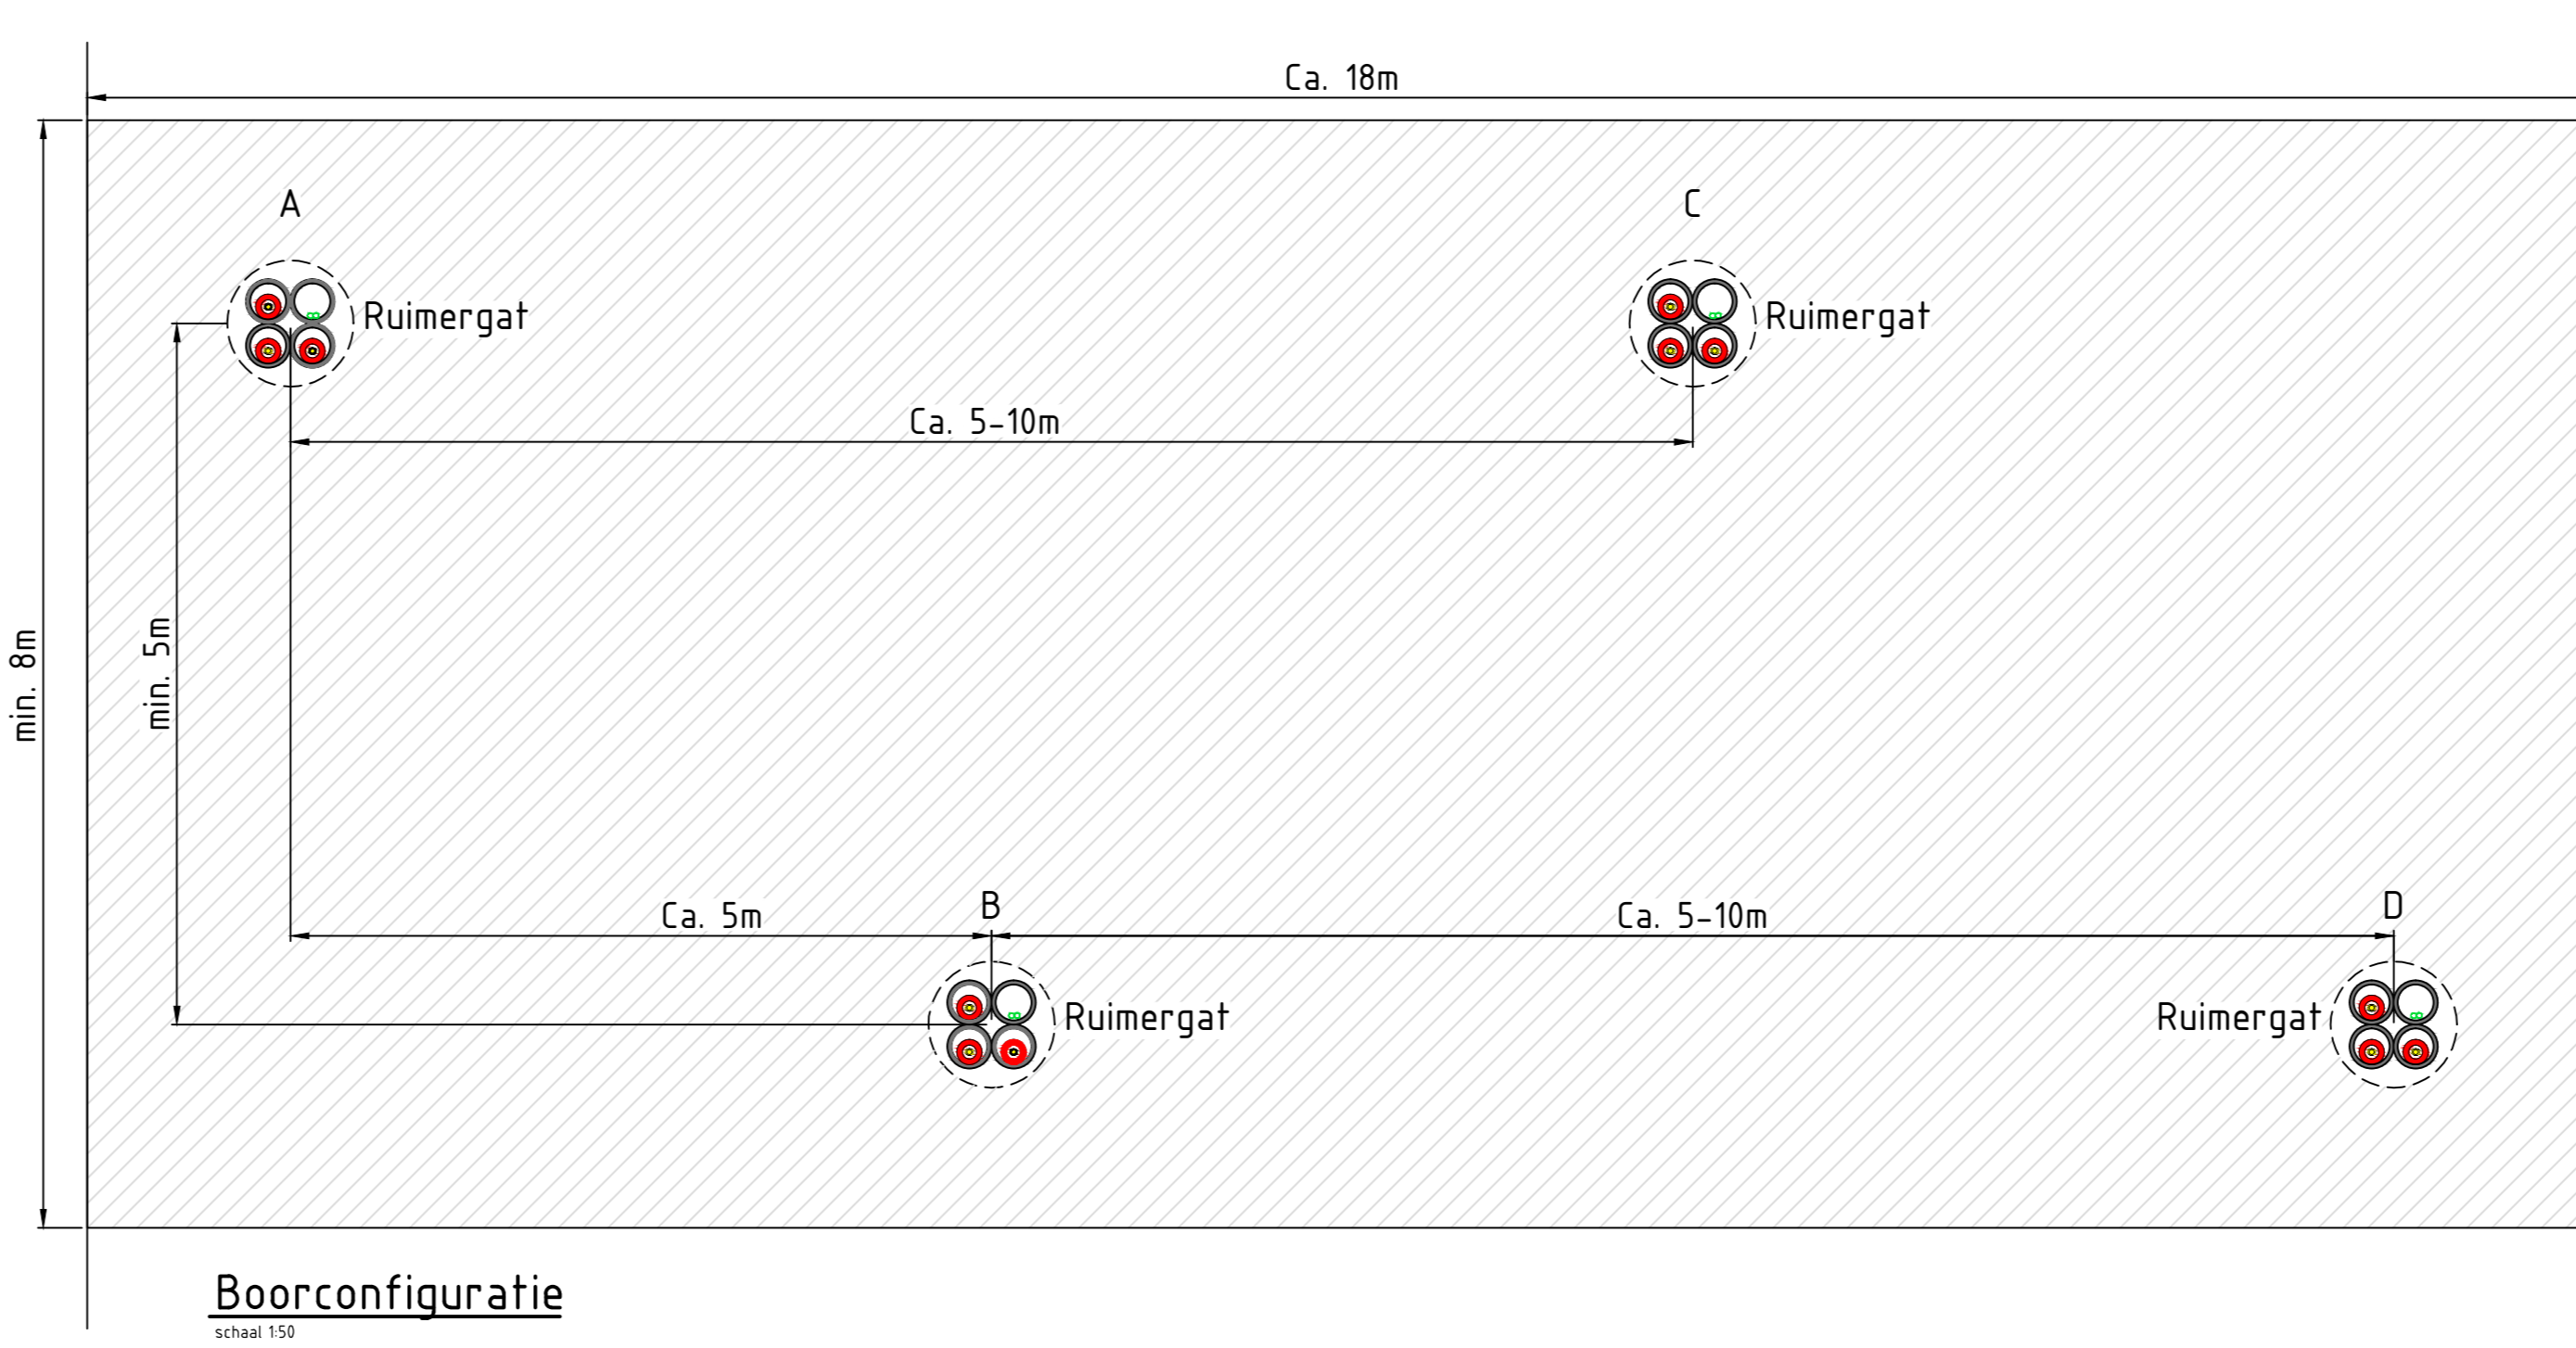 Ca. 18m
A
C
Ruimergat
Ruimergat
Ca. 5-10m
min. 8m
min. 5m
Ca. 5m
B
Ca. 5-10m
D
Ruimergat
Ruimergat
Boorconfiguratie
schaal 1:50